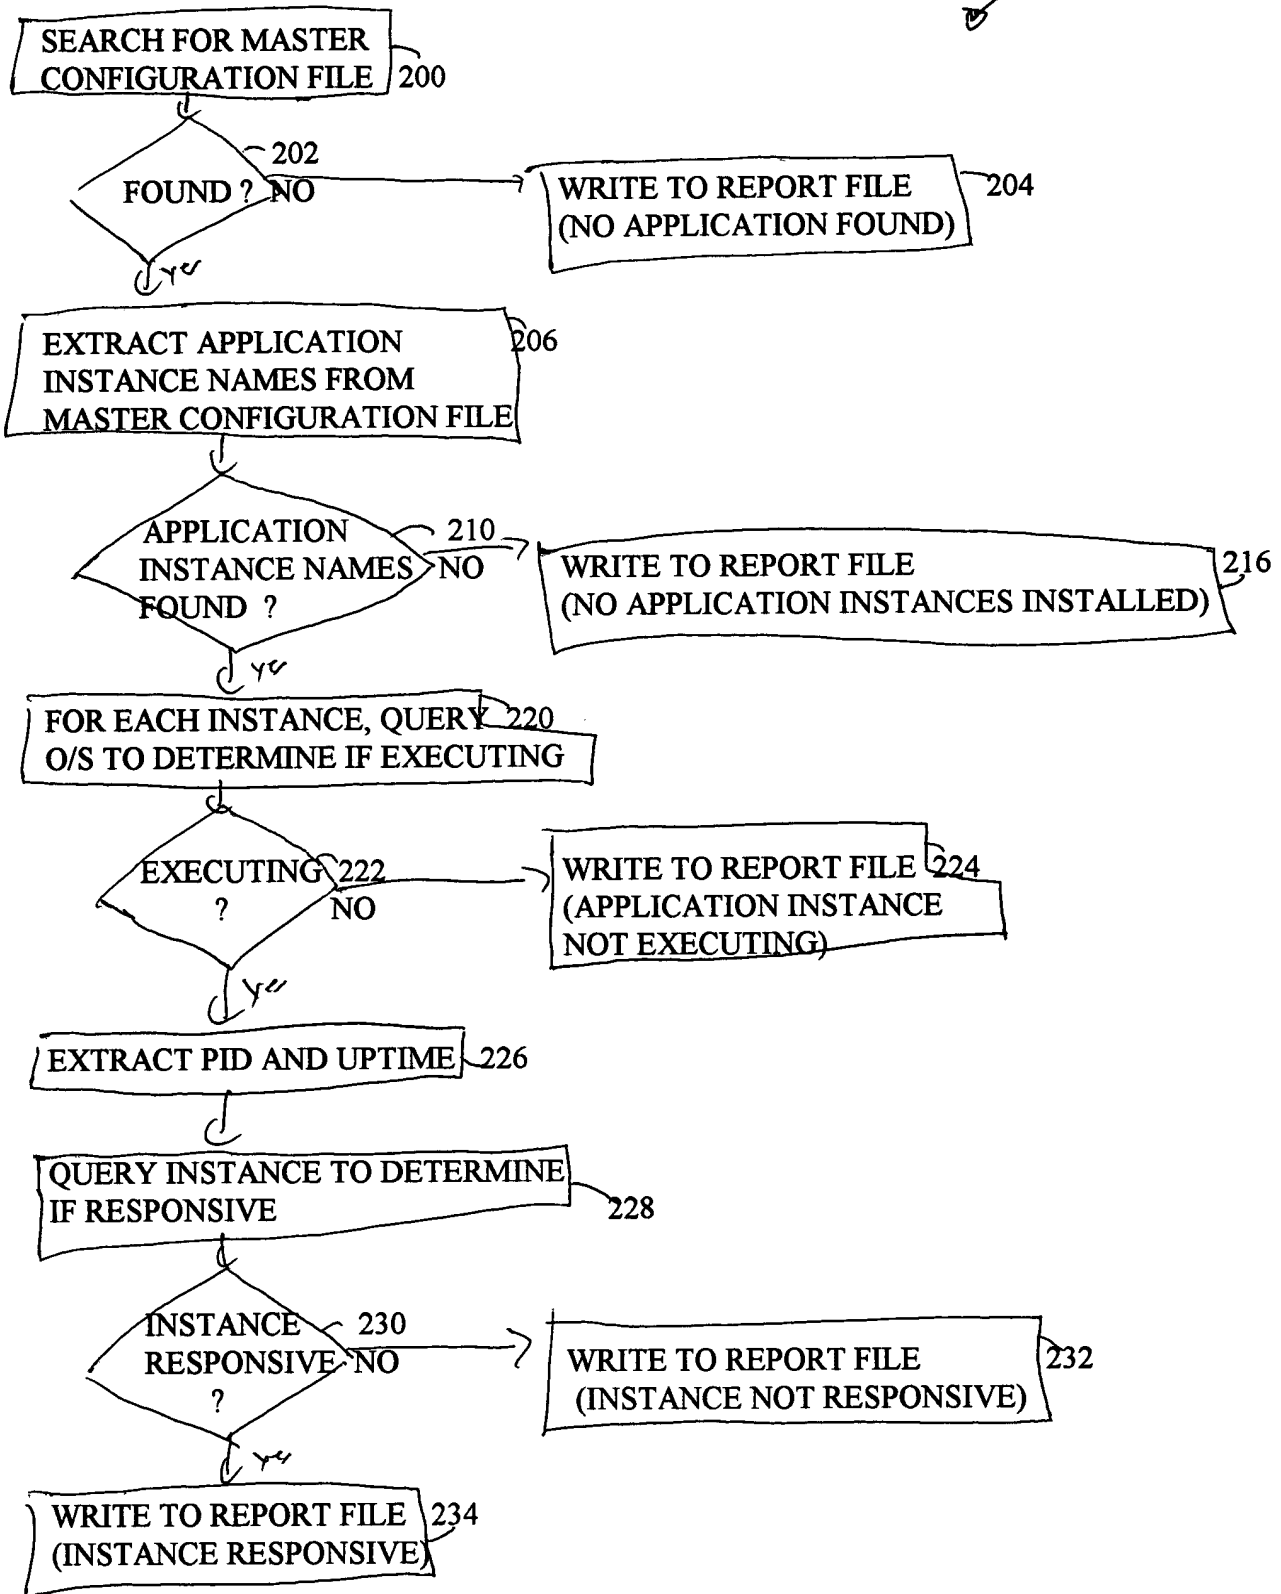 SEARCH FOR MASTER
CONFIGURATION FILE 200
202
FOUND ? NO
WRITE TO REPORT FILE 204
(NO APPLICATION FOUND)
yes
EXTRACT APPLICATION 206
INSTANCE NAMES FROM
MASTER CONFIGURATION FILE
APPLICATION 210
INSTANCE NAMES NO
FOUND ?
WRITE TO REPORT FILE 216
(NO APPLICATION INSTANCES INSTALLED)
yes
FOR EACH INSTANCE, QUERY 220
O/S TO DETERMINE IF EXECUTING
EXECUTING 222
? NO
WRITE TO REPORT FILE 224
(APPLICATION INSTANCE
NOT EXECUTING)
yes
EXTRACT PID AND UPTIME 226
QUERY INSTANCE TO DETERMINE
IF RESPONSIVE 228
INSTANCE 230
RESPONSIVE NO
?
WRITE TO REPORT FILE 232
(INSTANCE NOT RESPONSIVE)
yes
WRITE TO REPORT FILE 234
(INSTANCE RESPONSIVE)